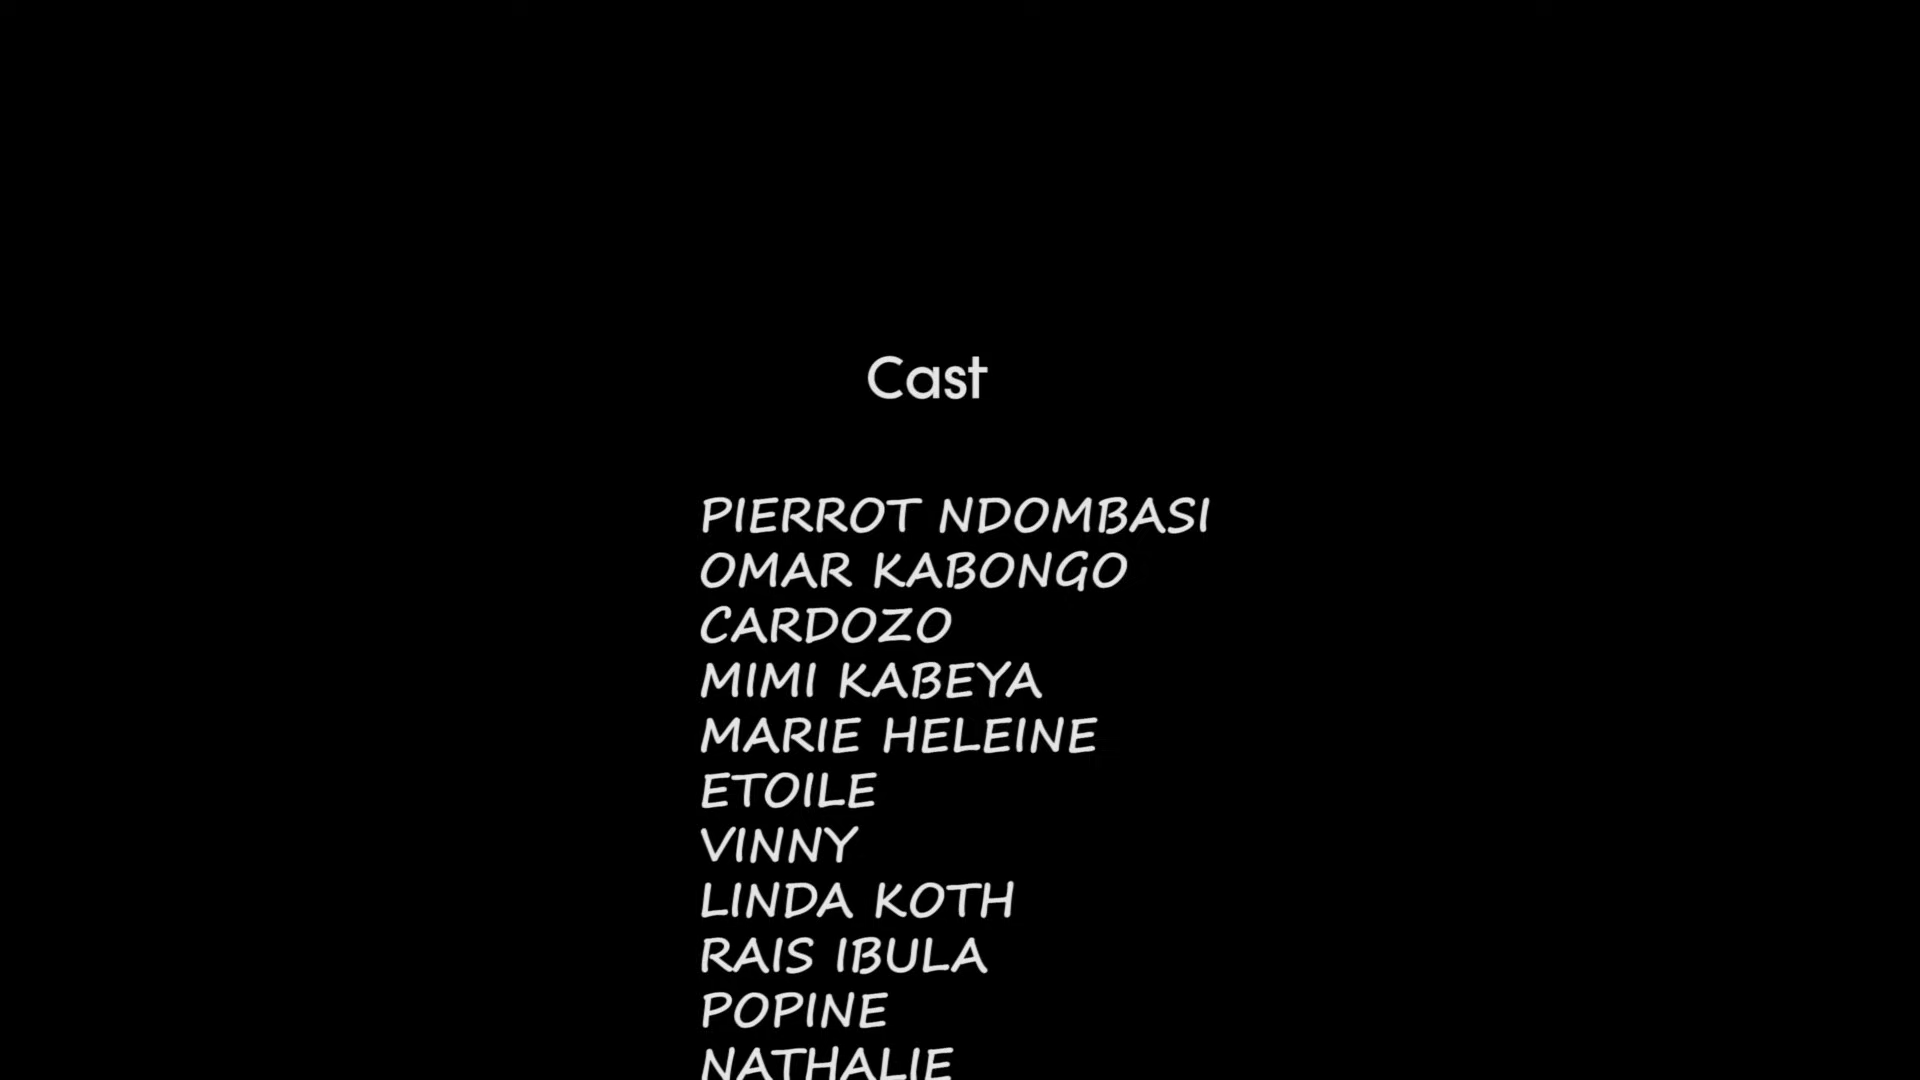 Cast
PIERROT NDOMBASI
OMAR KABONGO
CARDOZO
MIMI KABEYA
MARIE HELEINE
ETOILE
VINNY
LINDA KOTH
RAIS IBULA
POPINE
NATHALIE